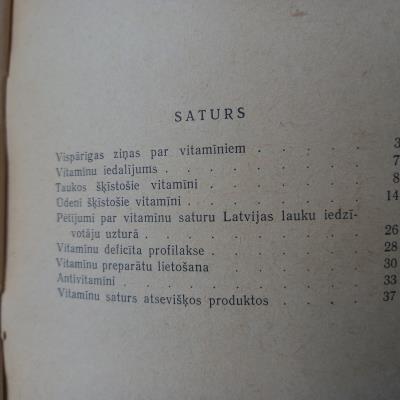 SATURS
Vispārīgas ziņas par vitamīniem . . . . . 3
Vitamīnu iedalījums . . . . . . . . 7
Taukos šķīstošie vitamīni . . . . . . . 8
Ūdenī šķīstošie vitamīni . . . . . . . 14
Pētījumi par vitamīnu saturu Latvijas lauku iedzī-
votāju uzturā . . . . . . . . . 26
Vitamīnu deficīta profilakse . . . . . . 28
Vitamīnu preparātu lietošana . . . . . . 30
Antivitamīni . . . . . . . . . 33
Vitamīnu saturs atsevišķos produktos . . . . 37